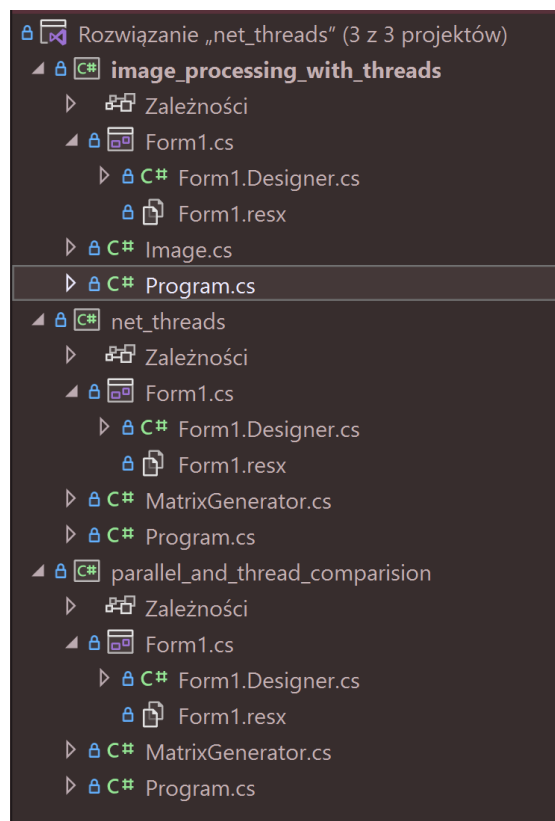 Rozwiązanie „net_threads” (3 z 3 projektów)
C# image_processing_with_threads
Zależności
Form1.cs
C# Form1.Designer.cs
Form1.resx
C# Image.cs
C# Program.cs
C# net_threads
Zależności
Form1.cs
C# Form1.Designer.cs
Form1.resx
C# MatrixGenerator.cs
C# Program.cs
C# parallel_and_thread_comparision
Zależności
Form1.cs
C# Form1.Designer.cs
Form1.resx
C# MatrixGenerator.cs
C# Program.cs